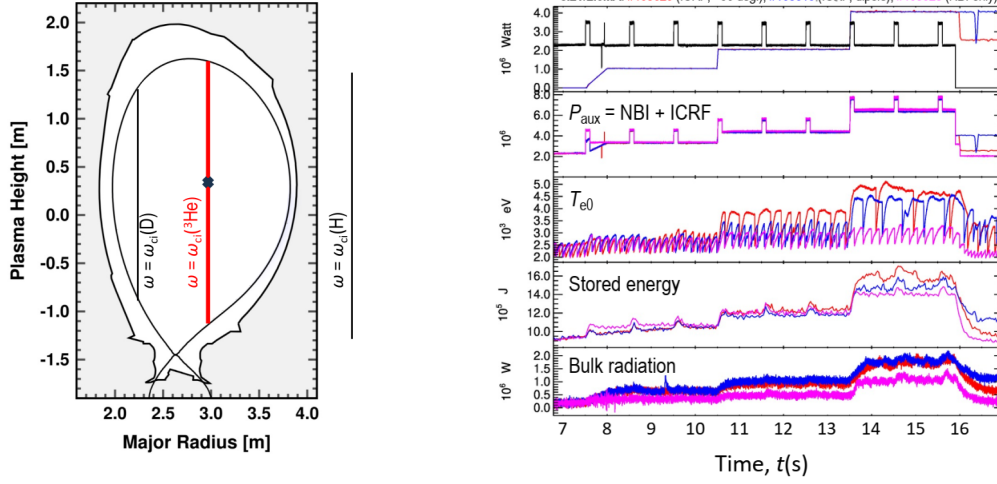 Plasma Height [m]
2.0
1.5
1.0
0.5
0.0
-0.5
-1.0
-1.5
ω = ω_ci(D)
ω = ω_ci(³He)
ω = ω_ci(H)
2.0 2.5 3.0 3.5 4.0
Major Radius [m]
10⁶ Watt
4.0
3.0
2.0
1.0
0.0
P_aux = NBI + ICRF
10⁶
8.0
6.0
4.0
2.0
T_e0
10³ eV
5.0
4.5
4.0
3.5
3.0
2.5
2.0
Stored energy
10⁵ J
16.0
14.0
12.0
10.0
Bulk radiation
10⁶ W
2.0
1.5
1.0
0.5
0.0
7 8 9 10 11 12 13 14 15 16
Time, t(s)